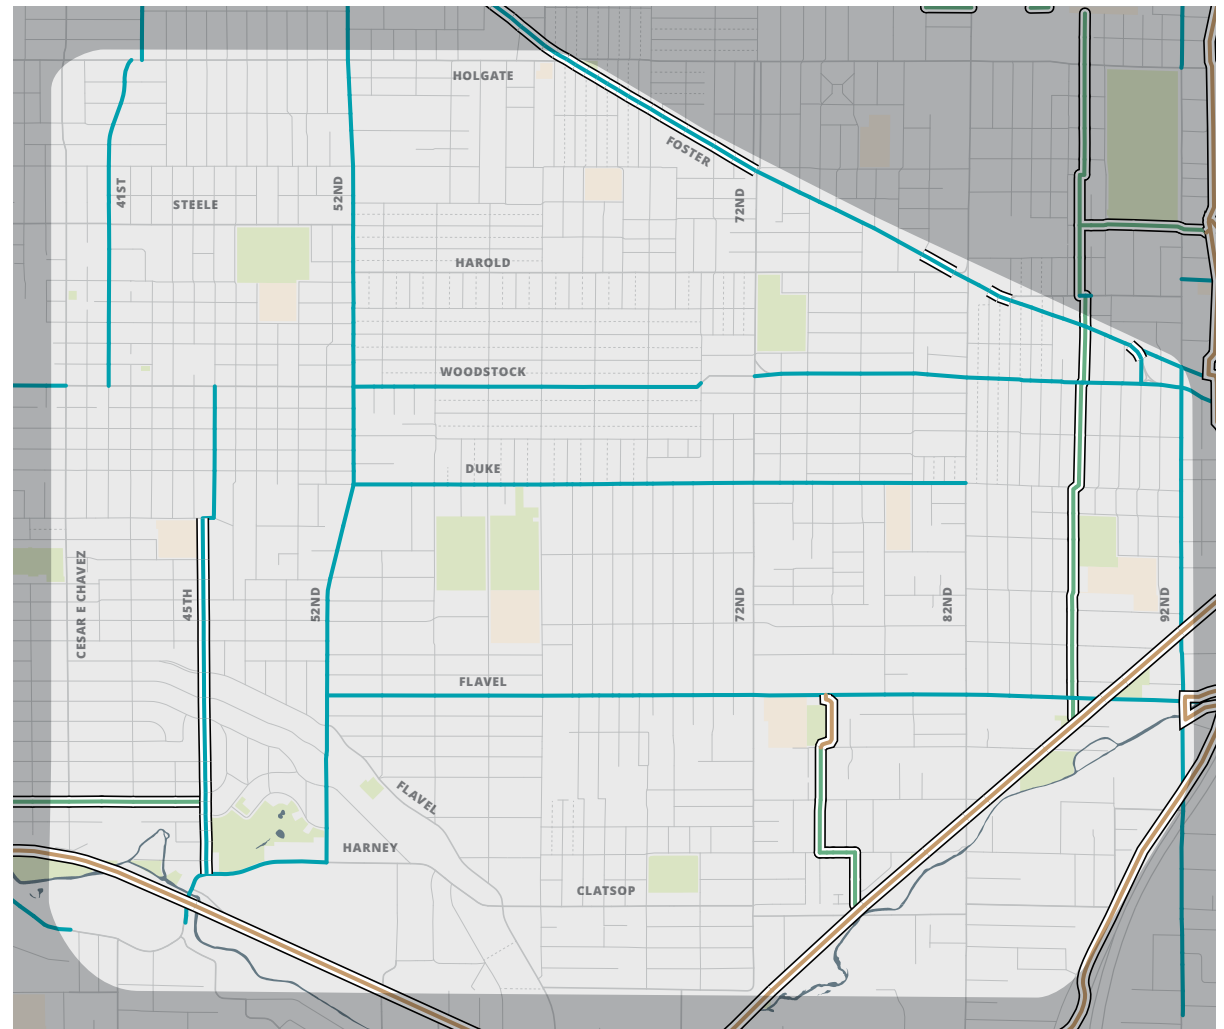 HOLGATE
FOSTER
41ST
52ND
STEELE
72ND
HAROLD
WOODSTOCK
DUKE
CESAR E CHAVEZ
45TH
52ND
72ND
82ND
92ND
FLAVEL
FLAVEL
HARNEY
CLATSOP